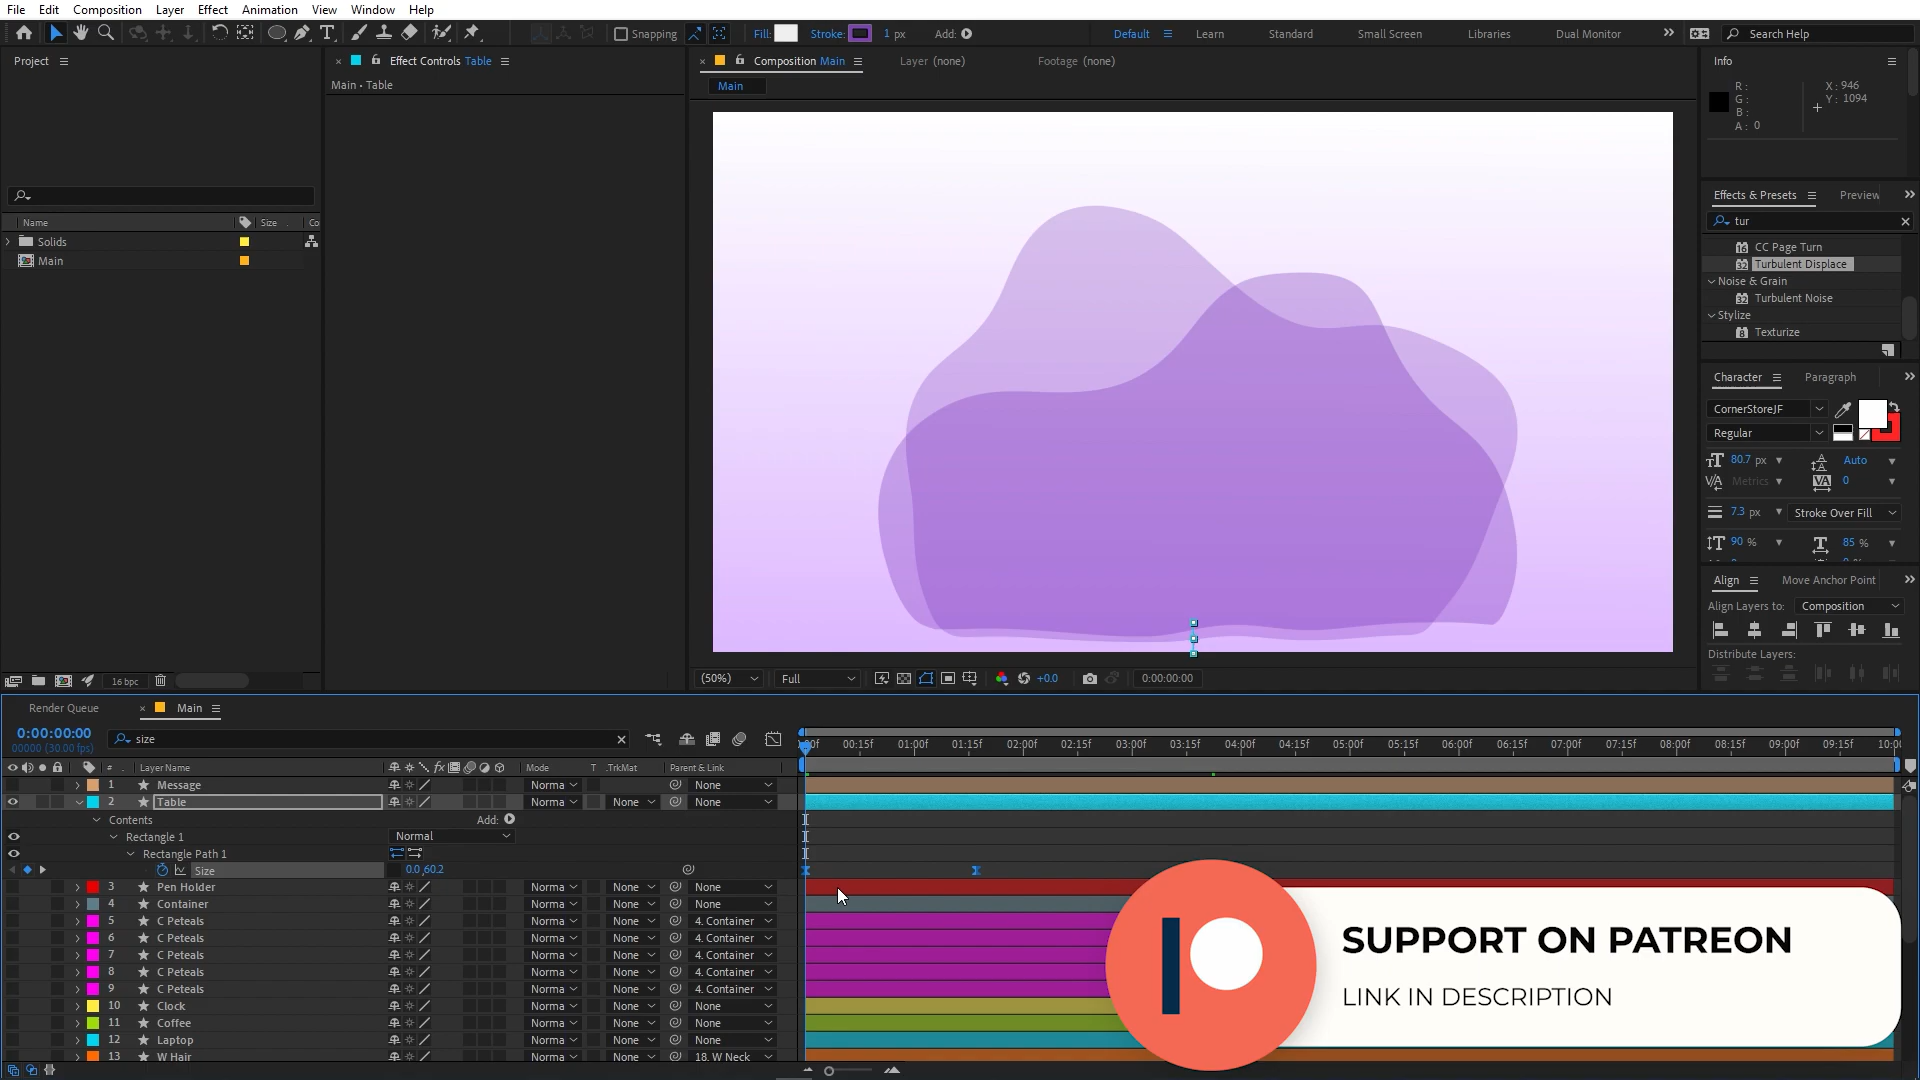 File Edit Composition Layer Effect Animation View Window Help
Snapping Fill: Stroke: 1 px Add: Default Learn Standard Small Screen Libraries Dual Monitor Search Help
Project
Effect Controls Table
Composition Main
Layer (none)
Footage (none)
Info
Main • Table
Main
R: X: 946
G: Y: 1094
B:
A: 0
Effects & Presets Preview
tur
Name Size Co
CC Page Turn
Solids
Turbulent Displace
Main
Noise & Grain
Turbulent Noise
Stylize
Texturize
Character Paragraph
CornerStoreJF
Regular
80.7 px Auto
Metrics 0
7.3 px Stroke Over Fill
90 % 85 %
Align Move Anchor Point
Align Layers to: Composition
Distribute Layers:
16 bpc
(50%) Full +0.0 0:00:00:00
Render Queue Main
0:00:00:00
00000 (30.00 fps)
size
00f 00:15f 01:00f 01:15f 02:00f 02:15f 03:00f 03:15f 04:00f 04:15f 05:00f 05:15f 06:00f 06:15f 07:00f 07:15f 08:00f 08:15f 09:00f 09:15f 10:00
# Layer Name Mode T .TrkMat Parent & Link
1 Message Norma None
2 Table Norma None None
Contents Add:
Rectangle 1 Normal
Rectangle Path 1
Size 0.0,60.2
3 Pen Holder Norma None None
4 Container Norma None None
5 C Peteals Norma None 4. Container
6 C Peteals Norma None 4. Container
7 C Peteals Norma None 4. Container
8 C Peteals Norma None 4. Container
9 C Peteals Norma None 4. Container
10 Clock Norma None None
11 Coffee Norma None None
12 Laptop Norma None None
13 W Hair Norma None 18. W Neck
SUPPORT ON PATREON
LINK IN DESCRIPTION